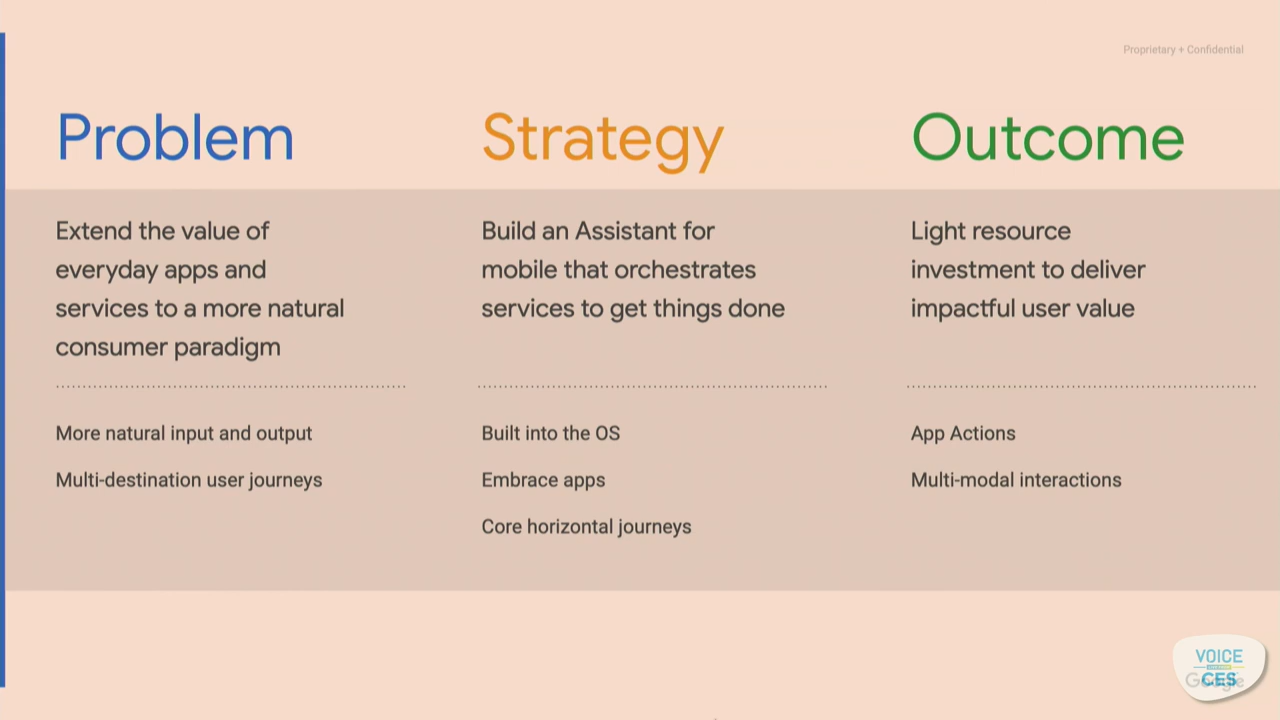 Proprietary + Confidential
Problem
Strategy
Outcome
Extend the value of
everyday apps and
services to a more natural
consumer paradigm
Build an Assistant for
mobile that orchestrates
services to get things done
Light resource
investment to deliver
impactful user value
More natural input and output
Multi-destination user journeys
Built into the OS
Embrace apps
Core horizontal journeys
App Actions
Multi-modal interactions
VOICE
CES
Google